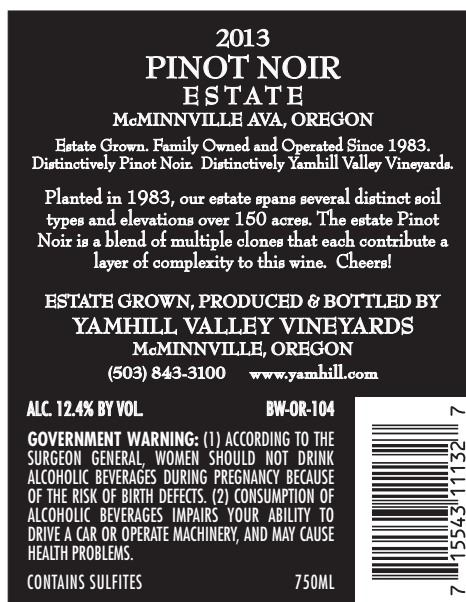 2013
PINOT NOIR
ESTATE
McMINNVILLE AVA, OREGON
Estate Grown. Family Owned and Operated Since 1983.
Distinctively Pinot Noir. Distinctively Yamhill Valley Vineyards.
Planted in 1983, our estate spans several distinct soil
types and elevations over 150 acres. The estate Pinot
Noir is a blend of multiple clones that each contribute a
layer of complexity to this wine. Cheers!
ESTATE GROWN, PRODUCED & BOTTLED BY
YAMHILL VALLEY VINEYARDS
McMINNVILLE, OREGON
(503) 843-3100 www.yamhill.com
ALC. 12.4% BY VOL. BW-OR-104
GOVERNMENT WARNING: (1) ACCORDING TO THE
SURGEON GENERAL, WOMEN SHOULD NOT DRINK
ALCOHOLIC BEVERAGES DURING PREGNANCY BECAUSE
OF THE RISK OF BIRTH DEFECTS. (2) CONSUMPTION OF
ALCOHOLIC BEVERAGES IMPAIRS YOUR ABILITY TO
DRIVE A CAR OR OPERATE MACHINERY, AND MAY CAUSE
HEALTH PROBLEMS.
CONTAINS SULFITES 750ML
7 15543 11132 7